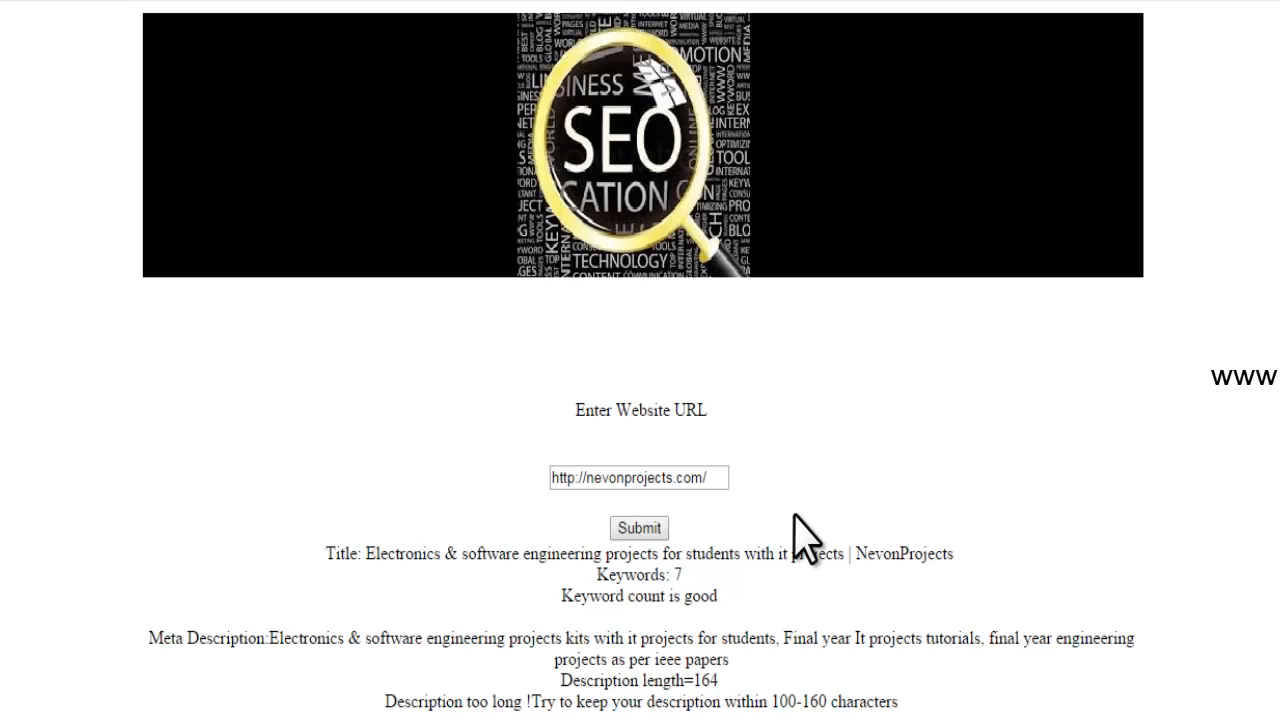 BUSINESS
SEO
CATION
TECHNOLOGY
www
Enter Website URL
http://nevonprojects.com/
Submit
Title: Electronics & software engineering projects for students with it projects | NevonProjects
Keywords: 7
Keyword count is good
Meta Description:Electronics & software engineering projects kits with it projects for students, Final year It projects tutorials, final year engineering
projects as per ieee papers
Description length=164
Description too long !Try to keep your description within 100-160 characters